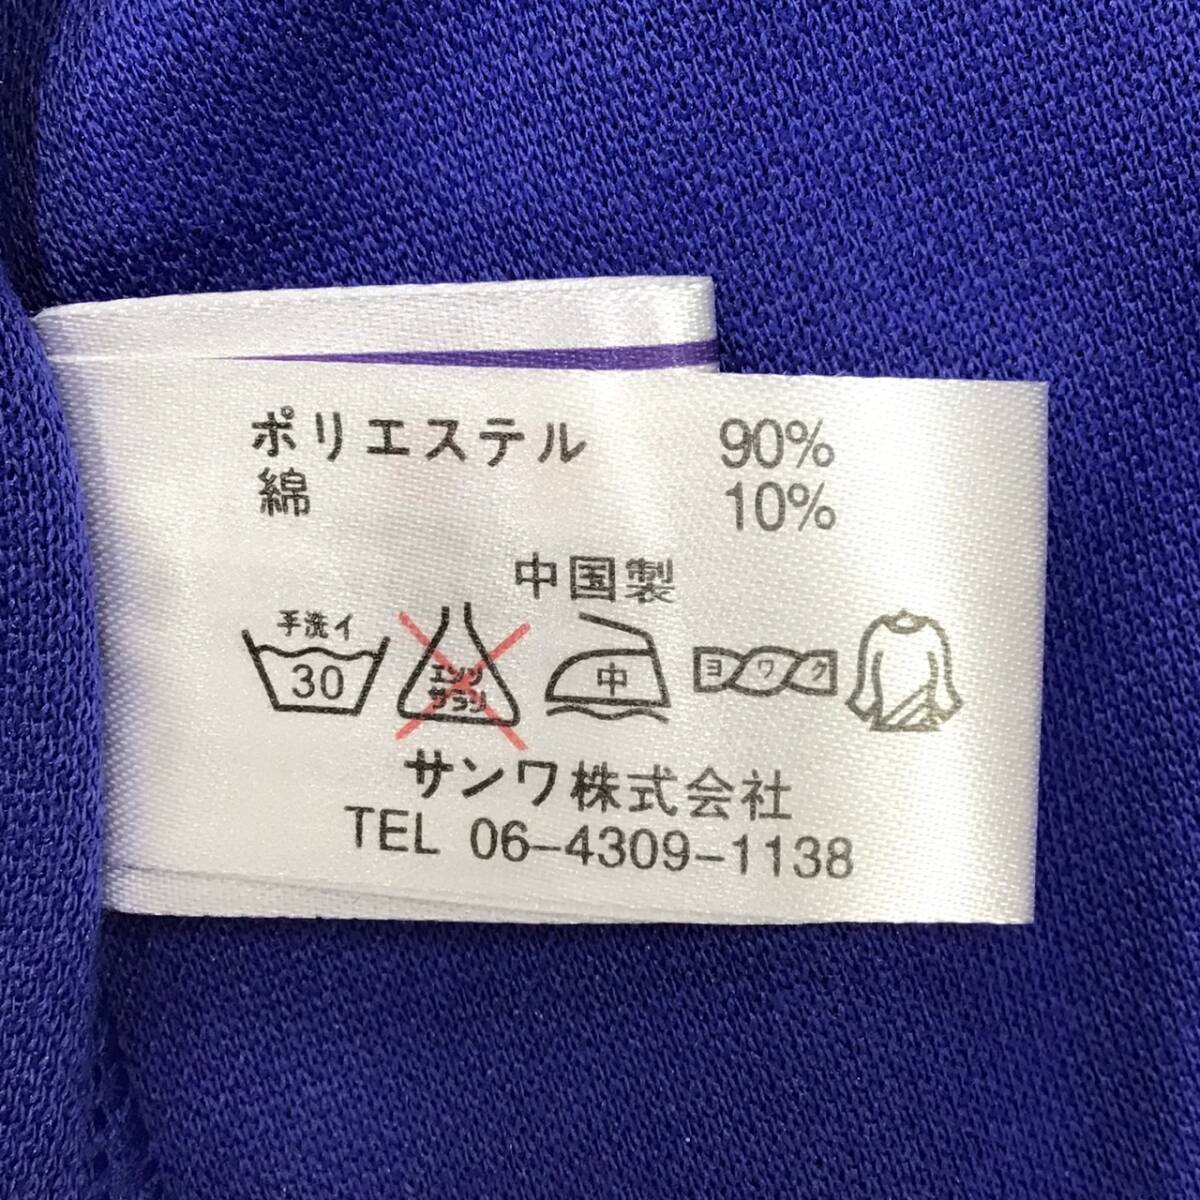 ポリエステル 90%
綿 10%
中国製
手洗イ
30
エンソ
サラシ
中
ヨワク
サンワ株式会社
TEL 06-4309-1138